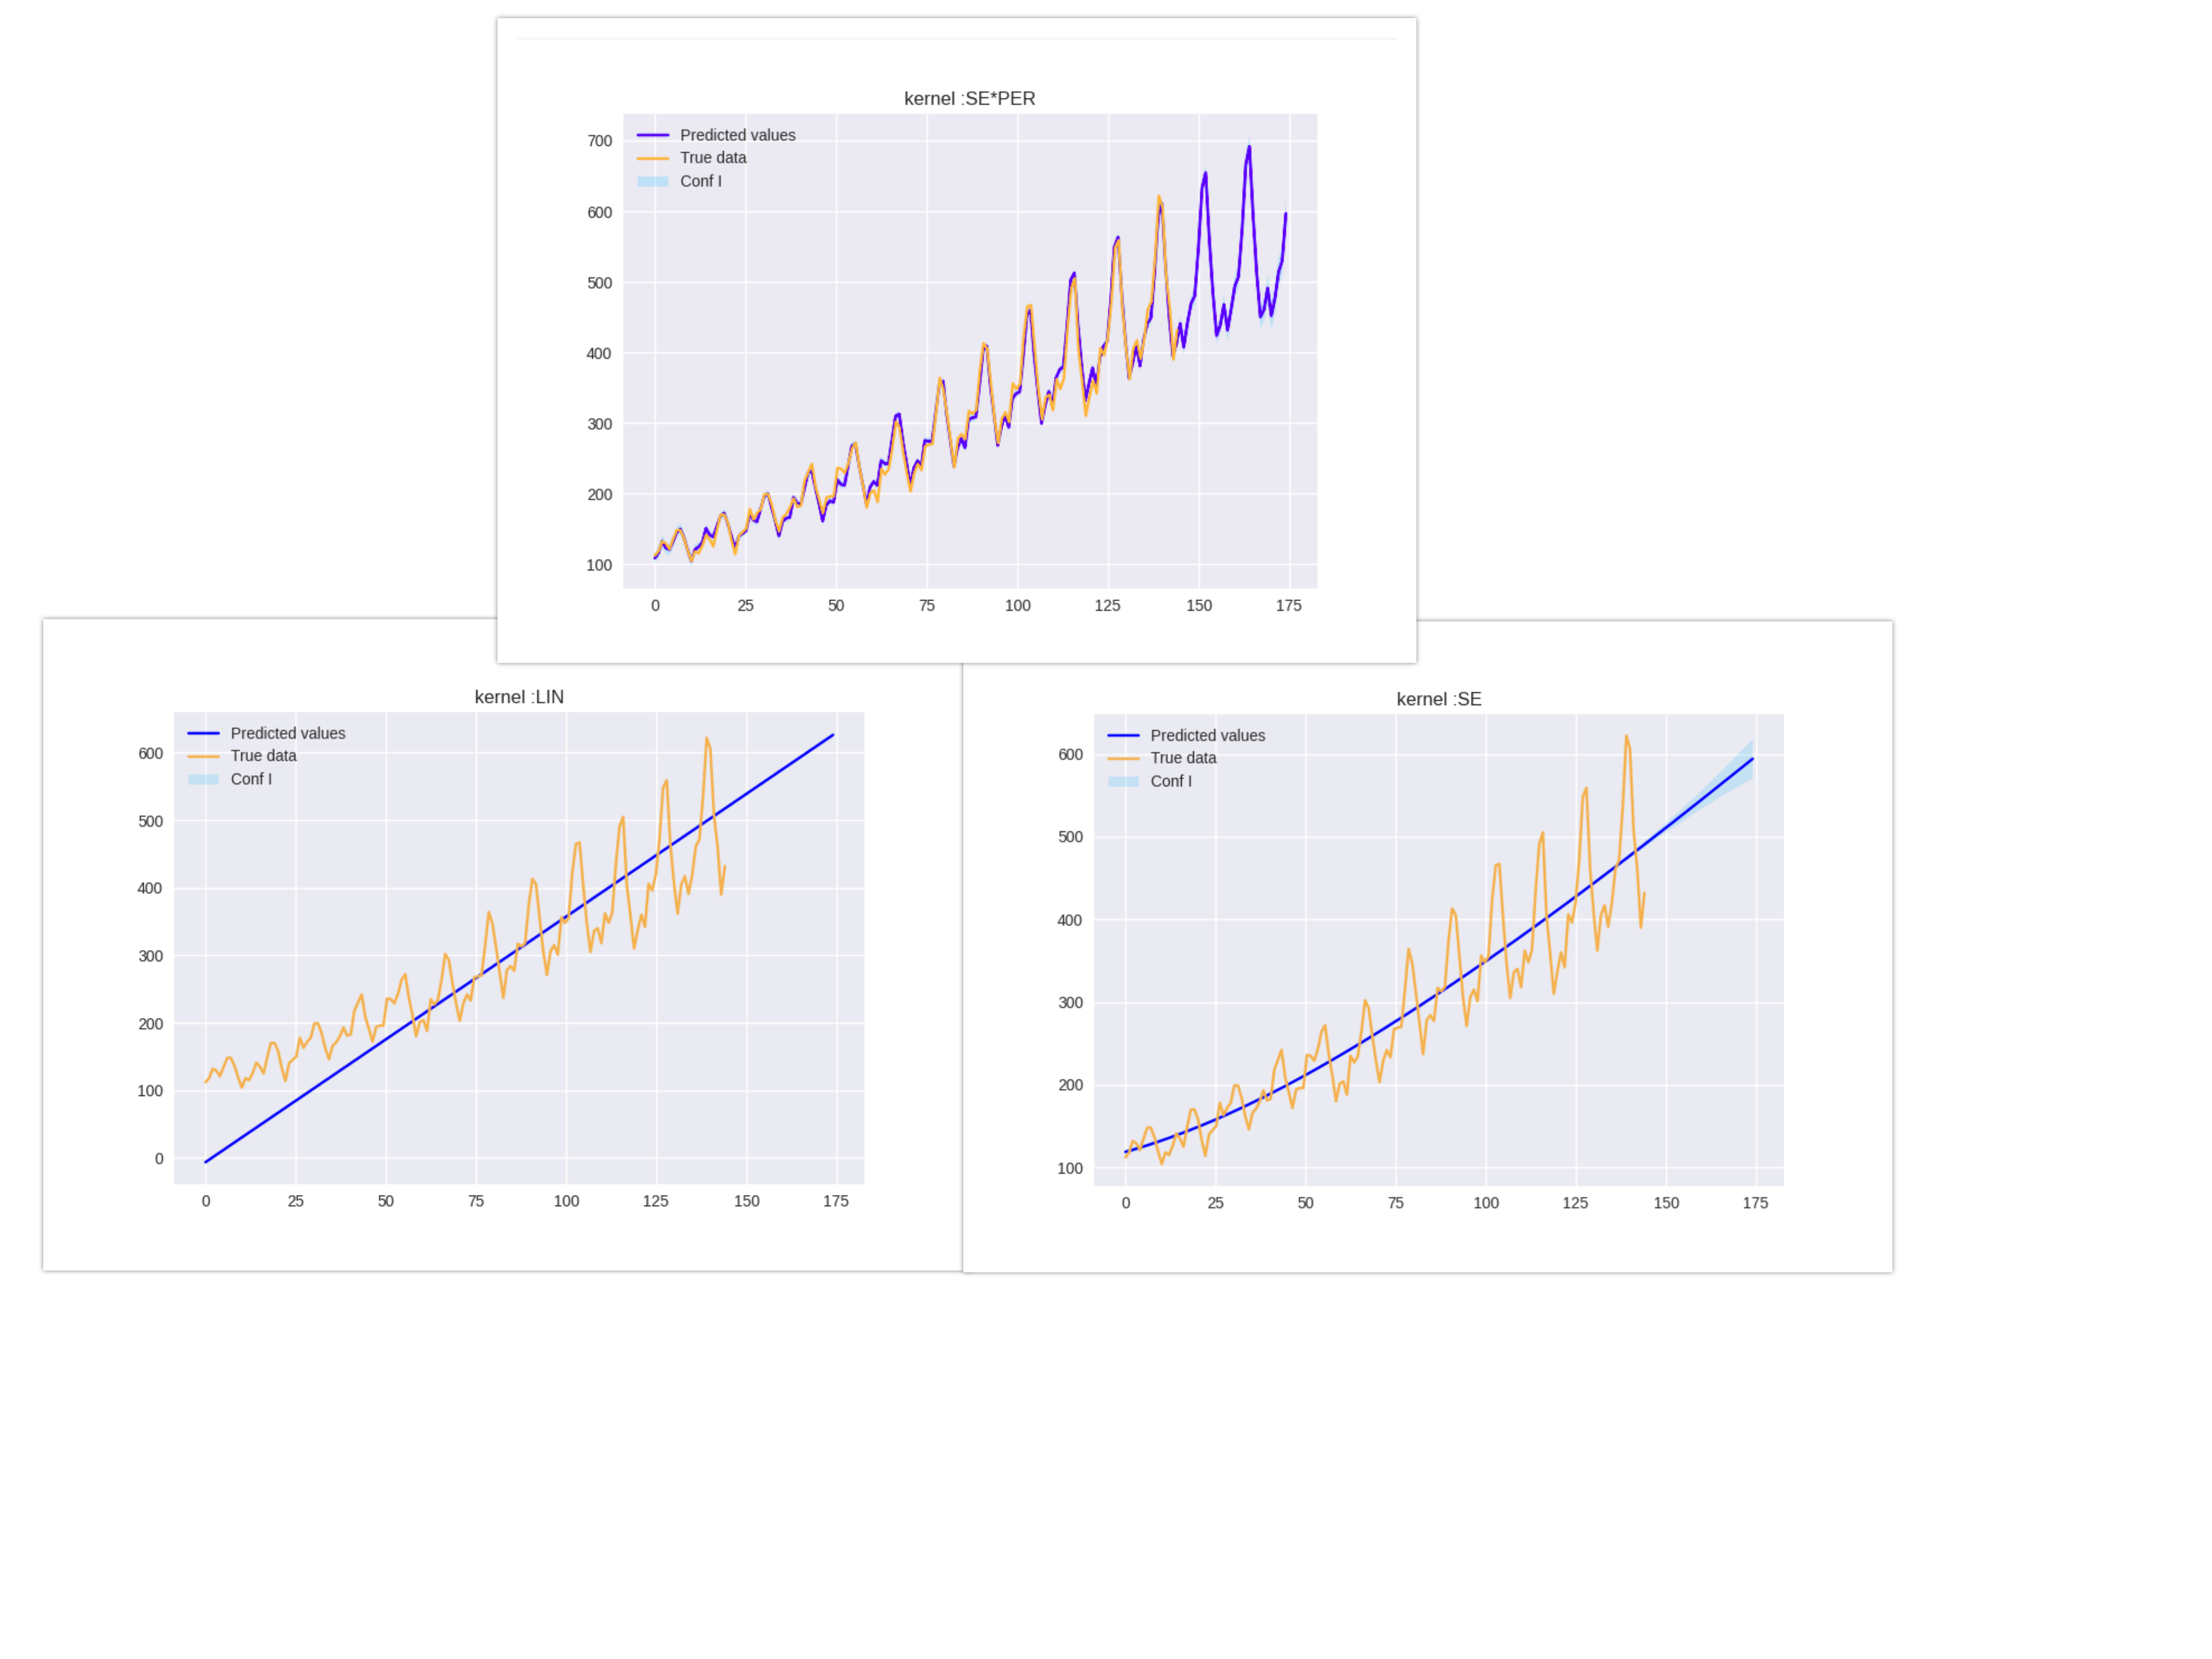 kernel :SE*PER
Predicted values
True data
Conf I
700
600
500
400
300
200
100
0 25 50 75 100 125 150 175
kernel :LIN
Predicted values
True data
Conf I
600
500
400
300
200
100
0
0 25 50 75 100 125 150 175
kernel :SE
Predicted values
True data
Conf I
600
500
400
300
200
100
0 25 50 75 100 125 150 175